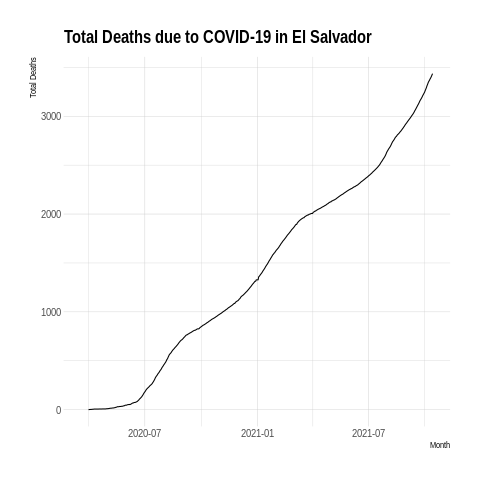 Total Deaths due to COVID-19 in El Salvador
Total Deaths
3000
2000
1000
0
2020-07
2021-01
2021-07
Month